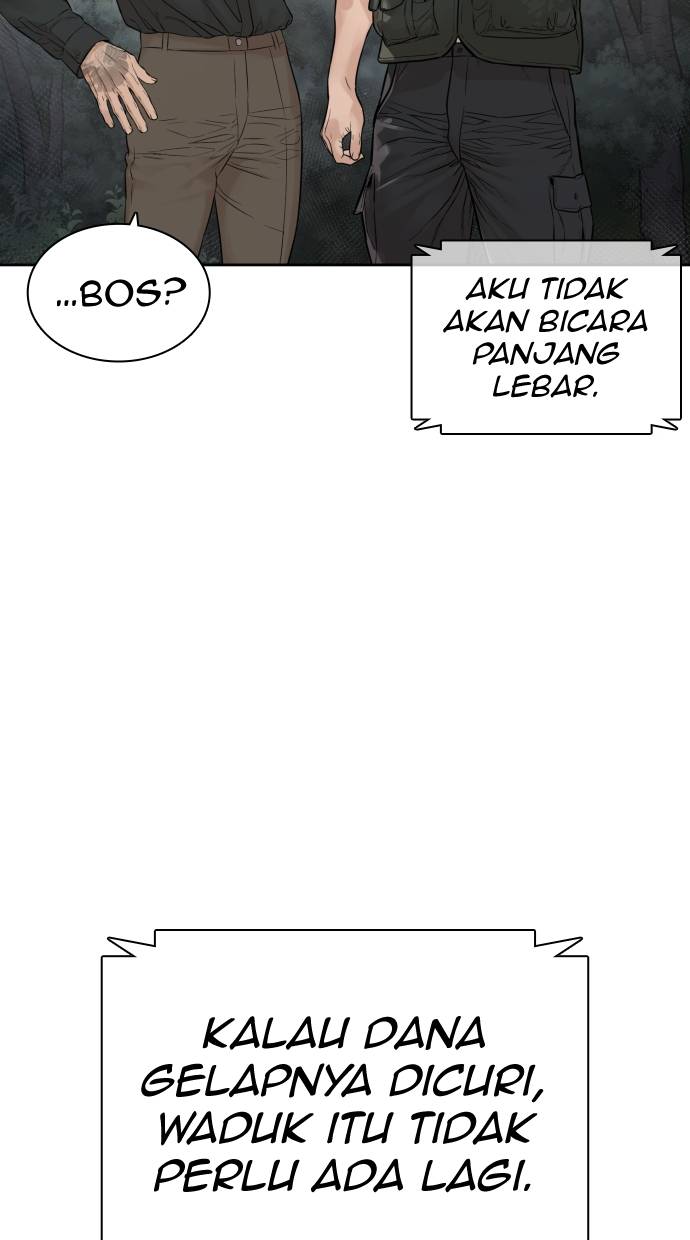 ...BOS?
AKU TIDAK
AKAN BICARA
PANJANG
LEBAR.
KALAU DANA
GELAPNYA DICURI,
WADUK ITU TIDAK
PERLU ADA LAGI.